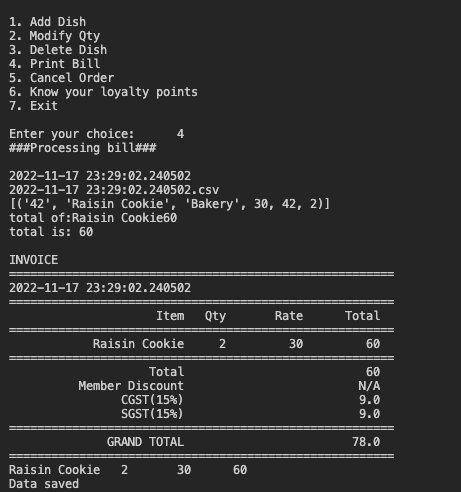 1. Add Dish
2. Modify Qty
3. Delete Dish
4. Print Bill
5. Cancel Order
6. Know your loyalty points
7. Exit
Enter your choice: 4
###Processing bill###
2022-11-17 23:29:02.240502
2022-11-17 23:29:02.240502.csv
[('42', 'Raisin Cookie', 'Bakery', 30, 42, 2)]
total of:Raisin Cookie60
total is: 60
INVOICE
2022-11-17 23:29:02.240502
Item Qty Rate Total
Raisin Cookie 2 30 60
Total 60
Member Discount N/A
CGST(15%) 9.0
SGST(15%) 9.0
GRAND TOTAL 78.0
Raisin Cookie 2 30 60
Data saved